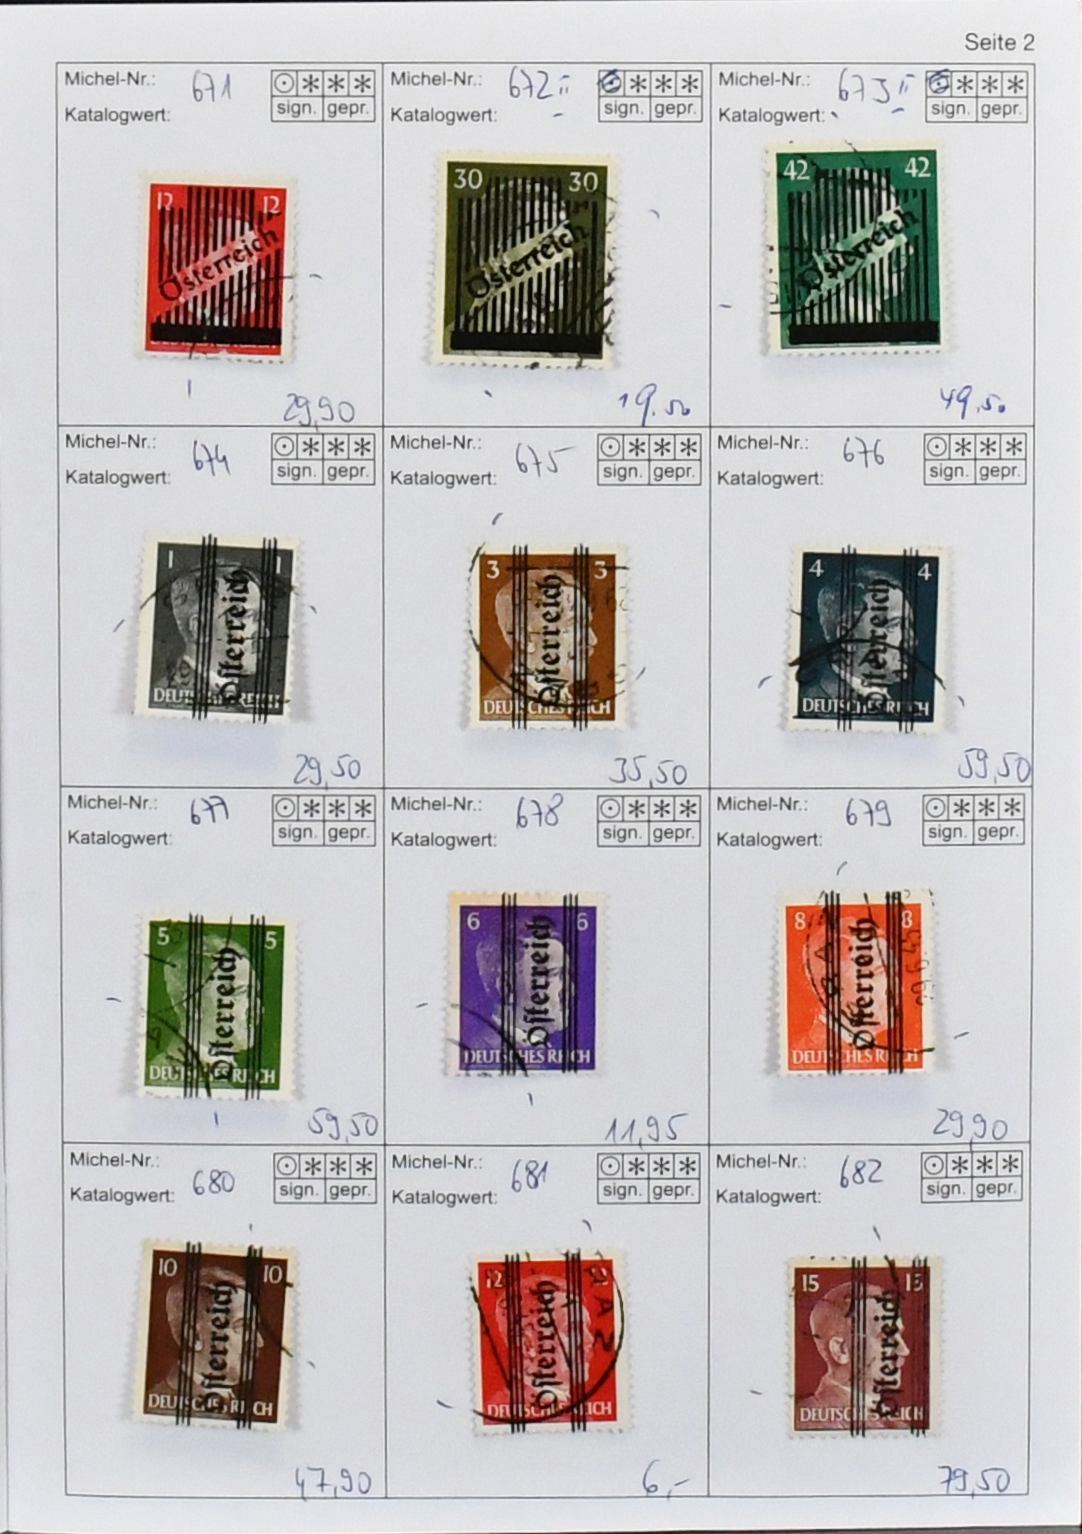 Seite 2
Michel-Nr.: 671
Katalogwert:
sign. gepr.
12 12
Österreich
29,90
Michel-Nr.: 672 II
Katalogwert:
sign. gepr.
30 30
Österreich
19,50
Michel-Nr.: 673 II
Katalogwert:
sign. gepr.
42 42
Österreich
49,50
Michel-Nr.: 674
Katalogwert:
sign. gepr.
1 1
Österreich
DEUTSCHES REICH
29,50
Michel-Nr.: 675
Katalogwert:
sign. gepr.
3 3
Österreich
DEUTSCHES REICH
35,50
Michel-Nr.: 676
Katalogwert:
sign. gepr.
4 4
Österreich
DEUTSCHES REICH
59,50
Michel-Nr.: 677
Katalogwert:
sign. gepr.
5 5
Österreich
DEUTSCHES REICH
59,50
Michel-Nr.: 678
Katalogwert:
sign. gepr.
6 6
Österreich
DEUTSCHES REICH
11,95
Michel-Nr.: 679
Katalogwert:
sign. gepr.
8 8
Österreich
DEUTSCHES REICH
29,90
Michel-Nr.: 680
Katalogwert:
sign. gepr.
10 10
Österreich
DEUTSCHES REICH
47,90
Michel-Nr.: 681
Katalogwert:
sign. gepr.
12 12
Österreich
DEUTSCHES REICH
6,-
Michel-Nr.: 682
Katalogwert:
sign. gepr.
15 15
Österreich
DEUTSCHES REICH
79,50